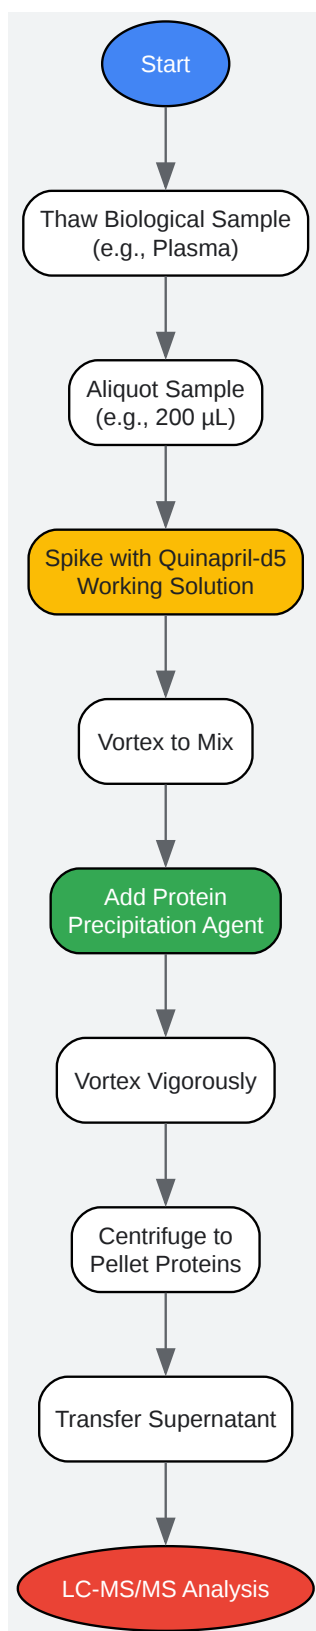 Start
Thaw Biological Sample
(e.g., Plasma)
Aliquot Sample
(e.g., 200 µL)
Spike with Quinapril-d5
Working Solution
Vortex to Mix
Add Protein
Precipitation Agent
Vortex Vigorously
Centrifuge to
Pellet Proteins
Transfer Supernatant
LC-MS/MS Analysis